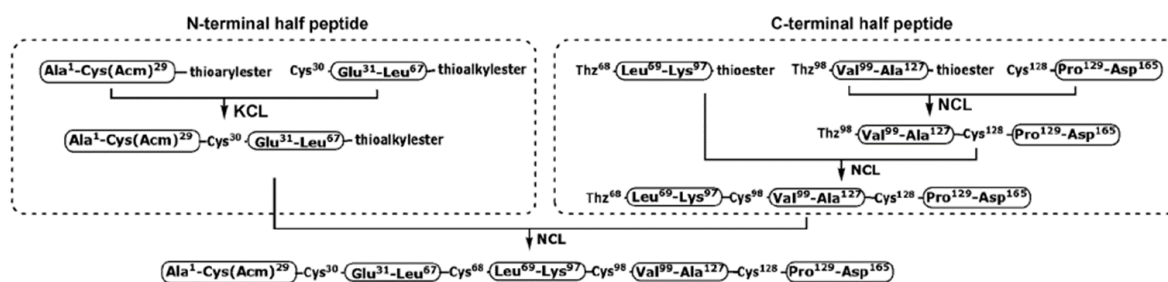 N-terminal half peptide
C-terminal half peptide
Ala¹-Cys(Acm)²⁹ thioarylester Cys³⁰ Glu³¹-Leu⁶⁷ thioalkylester
Thz⁶⁸ Leu⁶⁹-Lys⁹⁷ thioester Thz⁹⁸ Val⁹⁹-Ala¹²⁷ thioester Cys¹²⁸ Pro¹²⁹-Asp¹⁶⁵
KCL
NCL
Ala¹-Cys(Acm)²⁹ Cys³⁰ Glu³¹-Leu⁶⁷ thioalkylester
Thz⁹⁸ Val⁹⁹-Ala¹²⁷ Cys¹²⁸ Pro¹²⁹-Asp¹⁶⁵
NCL
Thz⁶⁸ Leu⁶⁹-Lys⁹⁷ Cys⁹⁸ Val⁹⁹-Ala¹²⁷ Cys¹²⁸ Pro¹²⁹-Asp¹⁶⁵
NCL
Ala¹-Cys(Acm)²⁹ Cys³⁰ Glu³¹-Leu⁶⁷ Cys⁶⁸ Leu⁶⁹-Lys⁹⁷ Cys⁹⁸ Val⁹⁹-Ala¹²⁷ Cys¹²⁸ Pro¹²⁹-Asp¹⁶⁵